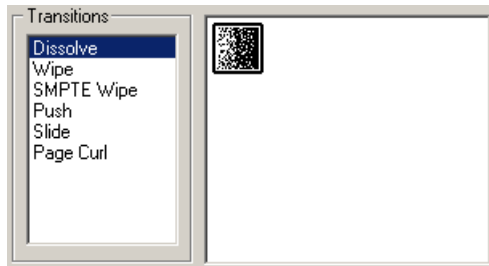 Transitions
Dissolve
Wipe
SMPTE Wipe
Push
Slide
Page Curl